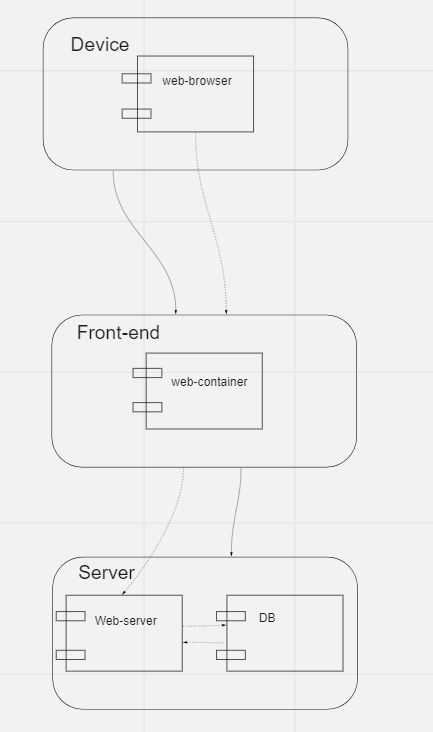 Device
web-browser
Front-end
web-container
Server
Web-server
DB